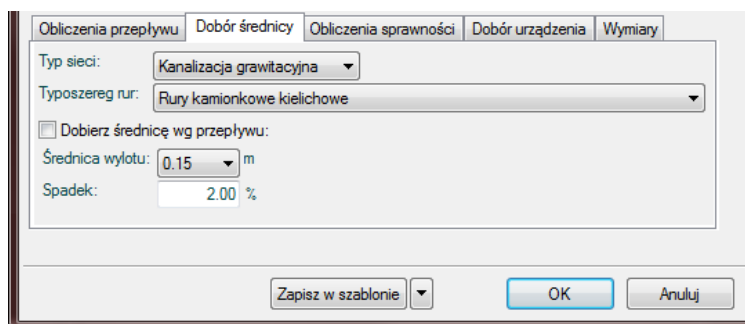 Obliczenia przepływu Dobór średnicy Obliczenia sprawności Dobór urządzenia Wymiary
Typ sieci: Kanalizacja grawitacyjna
Typoszereg rur: Rury kamionkowe kielichowe
Dobierz średnicę wg przepływu:
Średnica wylotu: 0.15 m
Spadek: 2.00 %
Zapisz w szablonie OK Anuluj